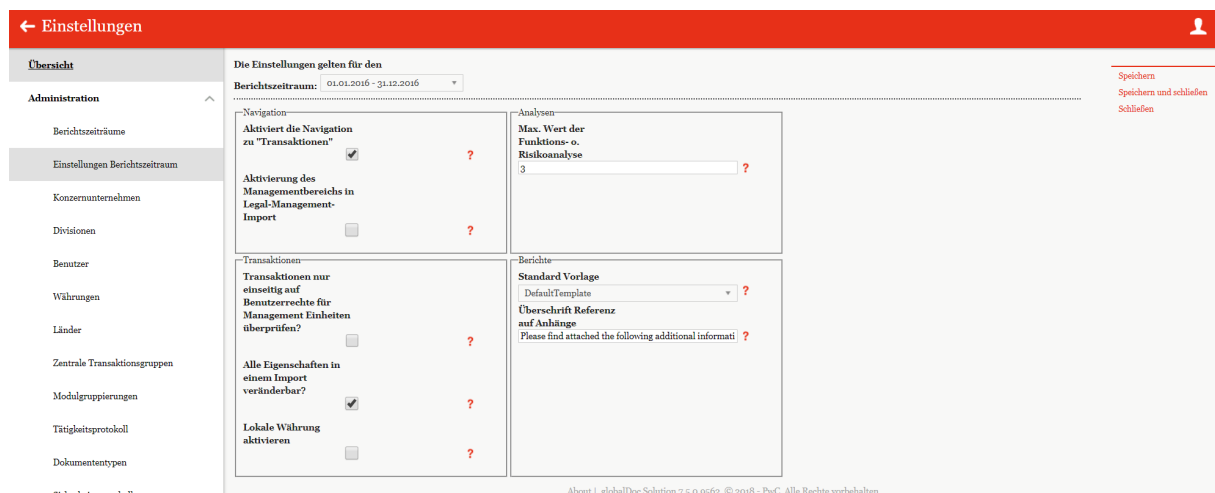 Einstellungen
Übersicht
Administration
Berichtszeiträume
Einstellungen Berichtszeitraum
Konzernunternehmen
Divisionen
Benutzer
Währungen
Länder
Zentrale Transaktionsgruppen
Modulgruppierungen
Tätigkeitsprotokoll
Dokumententypen
Die Einstellungen gelten für den
Berichtszeitraum: 01.01.2016 - 31.12.2016
Navigation
Aktiviert die Navigation
zu "Transaktionen"
?
Aktivierung des
Managementbereichs in
Legal-Management-
Import
?
Analysen
Max. Wert der
Funktions- o.
Risikoanalyse
3 ?
Transaktionen
Transaktionen nur
einseitig auf
Benutzerrechte für
Management Einheiten
überprüfen?
?
Alle Eigenschaften in
einem Import
veränderbar?
?
Lokale Währung
aktivieren
?
Berichte
Standard Vorlage
DefaultTemplate ?
Überschrift Referenz
auf Anhänge
Please find attached the following additional informati ?
Speichern
Speichern und schließen
Schließen
About | globalDoc Solution 7.5.0.9562 © 2018 - PwC. Alle Rechte vorbehalten